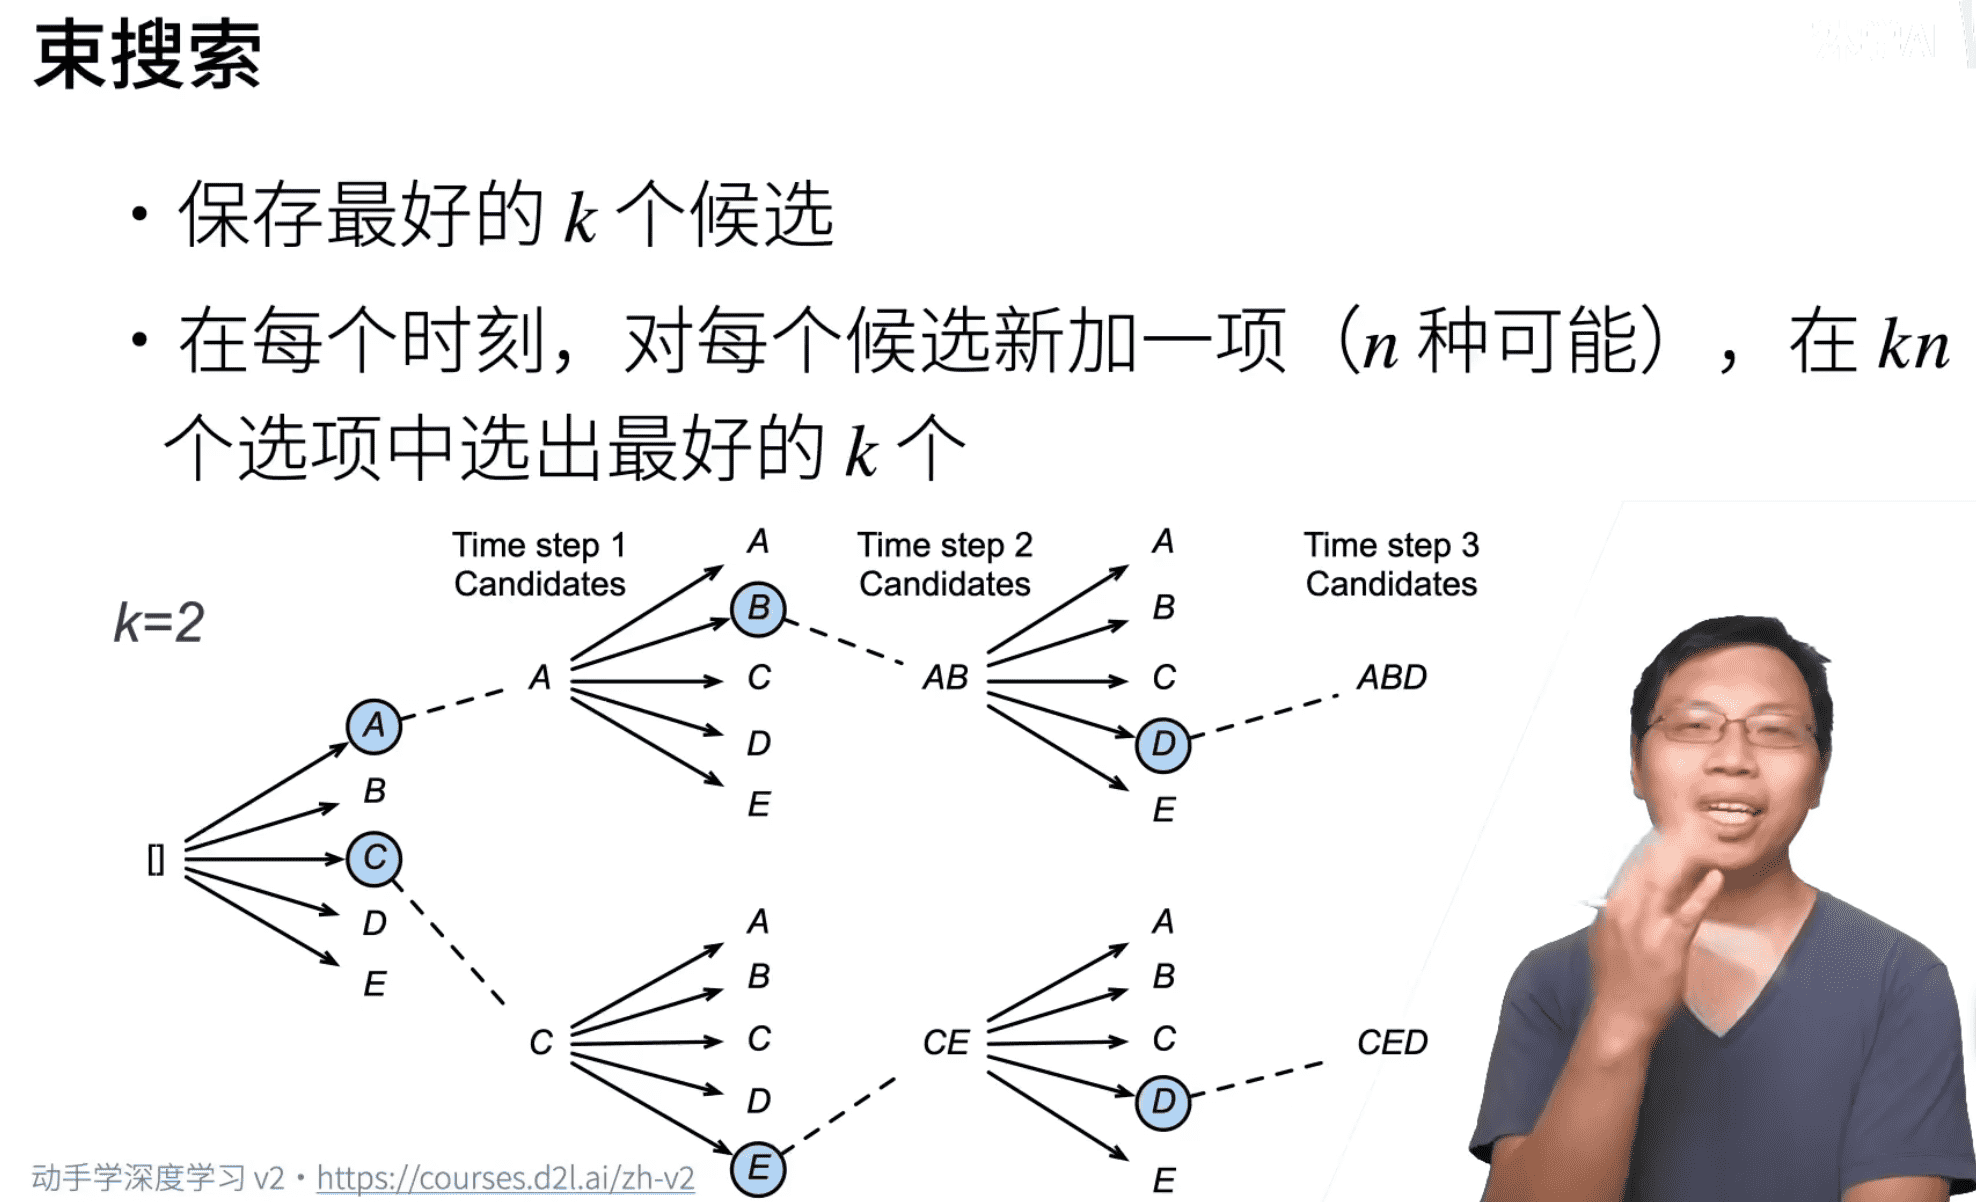 束搜索
• 保存最好的 k 个候选
• 在每个时刻，对每个候选新加一项（n 种可能），在 kn
个选项中选出最好的 k 个
k=2
Time step 1
Candidates
Time step 2
Candidates
Time step 3
Candidates
[]
A
B
C
D
E
A
A
B
C
D
E
AB
A
B
C
D
E
ABD
C
A
B
C
D
E
CE
A
B
C
D
E
CED
动手学深度学习 v2 • https://courses.d2l.ai/zh-v2